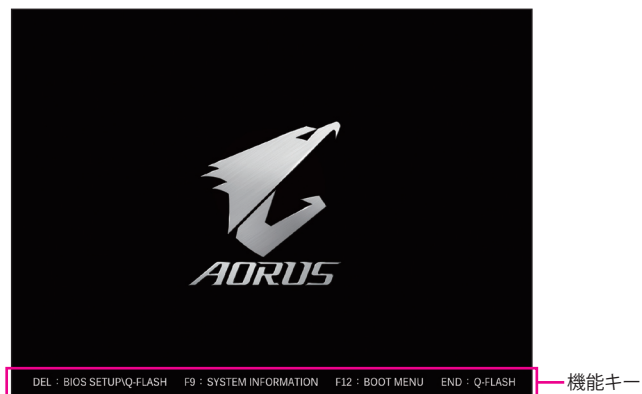 AORUS
DEL : BIOS SETUP\Q-FLASH F9 : SYSTEM INFORMATION F12 : BOOT MENU END : Q-FLASH
機能キー